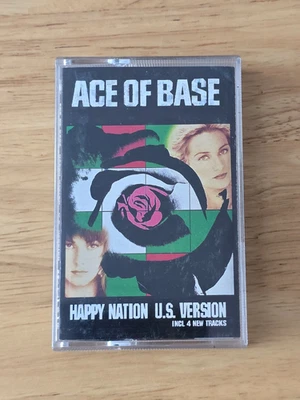 ACE OF BASE
HAPPY NATION U.S. VERSION
INCL 4 NEW TRACKS